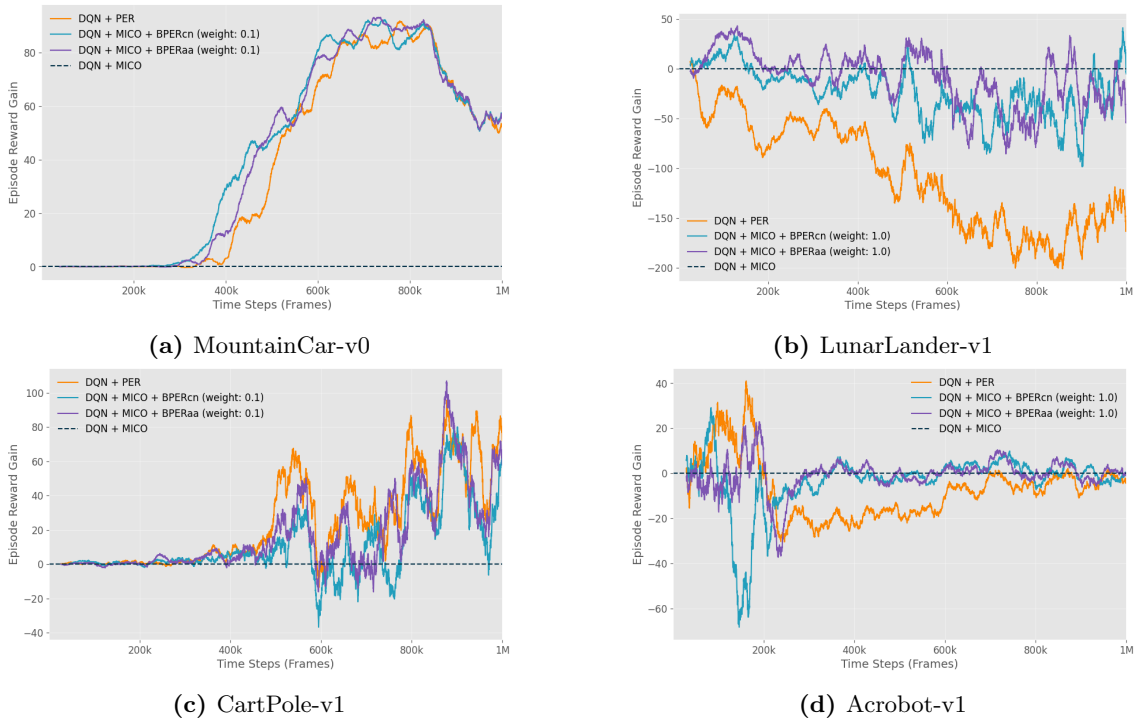 DQN + PER
DQN + MICO + BPERcn (weight: 0.1)
DQN + MICO + BPERaa (weight: 0.1)
DQN + MICO
Episode Reward Gain
80
60
40
20
0
200k 400k 600k 800k 1M
Time Steps (Frames)
(a) MountainCar-v0
DQN + PER
DQN + MICO + BPERcn (weight: 1.0)
DQN + MICO + BPERaa (weight: 1.0)
DQN + MICO
Episode Reward Gain
50
0
−50
−100
−150
−200
200k 400k 600k 800k 1M
Time Steps (Frames)
(b) LunarLander-v1
DQN + PER
DQN + MICO + BPERcn (weight: 0.1)
DQN + MICO + BPERaa (weight: 0.1)
DQN + MICO
Episode Reward Gain
100
80
60
40
20
0
−20
−40
200k 400k 600k 800k 1M
Time Steps (Frames)
(c) CartPole-v1
DQN + PER
DQN + MICO + BPERcn (weight: 1.0)
DQN + MICO + BPERaa (weight: 1.0)
DQN + MICO
Episode Reward Gain
40
20
0
−20
−40
−60
200k 400k 600k 800k 1M
Time Steps (Frames)
(d) Acrobot-v1